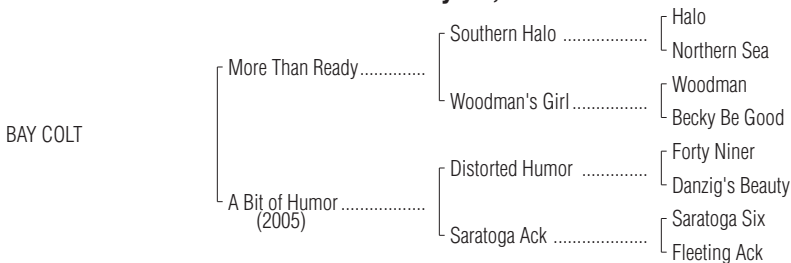 Halo
Southern Halo ..................
Northern Sea
More Than Ready..............
Woodman
Woodman's Girl................
Becky Be Good
BAY COLT
Forty Niner
Distorted Humor ..............
Danzig's Beauty
A Bit of Humor ..................
(2005)
Saratoga Six
Saratoga Ack ....................
Fleeting Ack